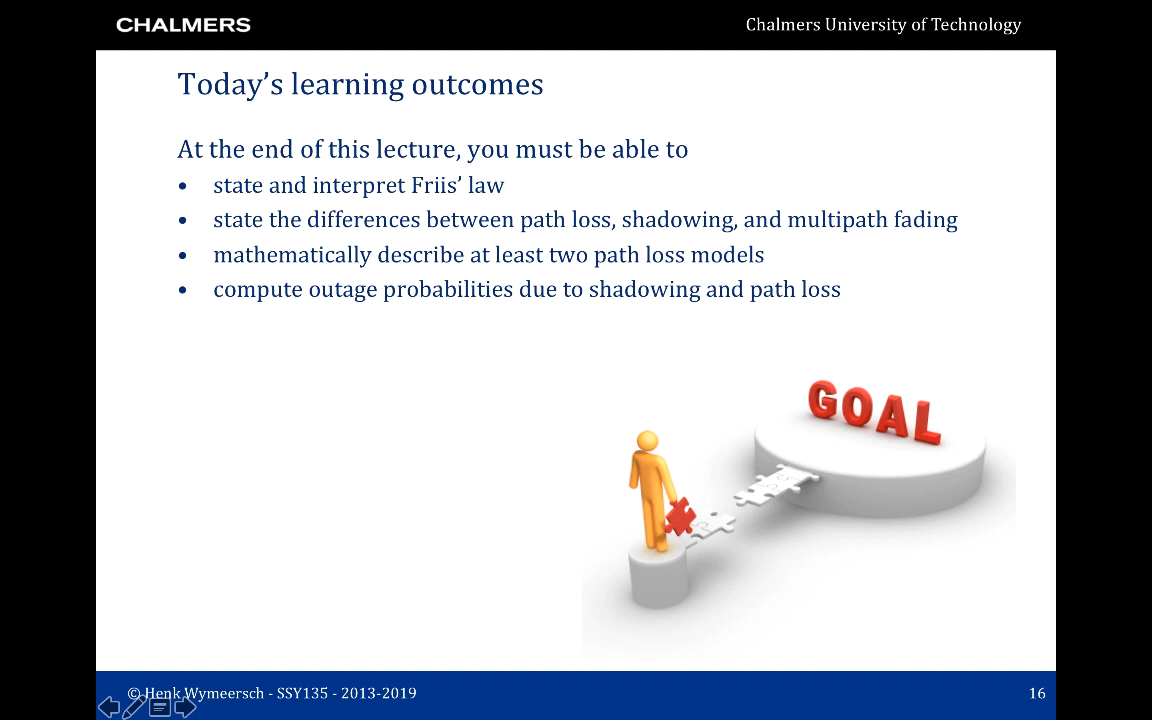 CHALMERS
Chalmers University of Technology
Today's learning outcomes
At the end of this lecture, you must be able to
• state and interpret Friis' law
• state the differences between path loss, shadowing, and multipath fading
• mathematically describe at least two path loss models
• compute outage probabilities due to shadowing and path loss
GOAL
© Henk Wymeersch - SSY135 - 2013-2019
16